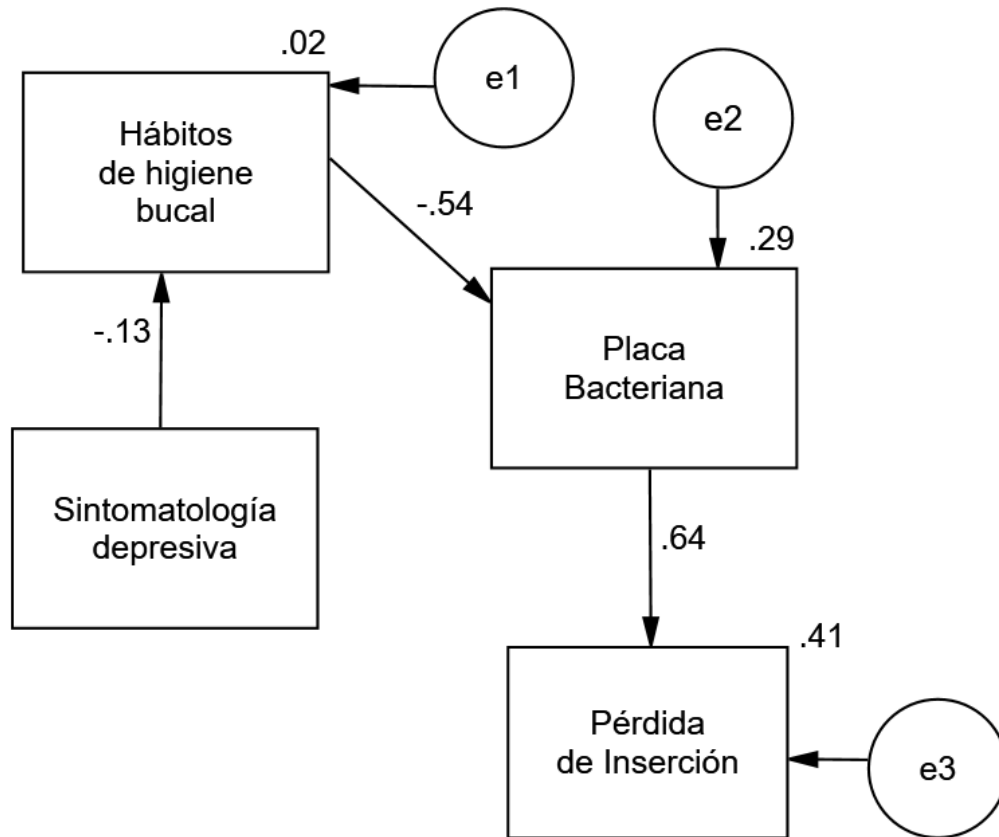 .02
e1
Hábitos
de higiene
bucal
e2
-.54
.29
-.13
Placa
Bacteriana
Sintomatología
depresiva
.64
.41
Pérdida
de Inserción
e3